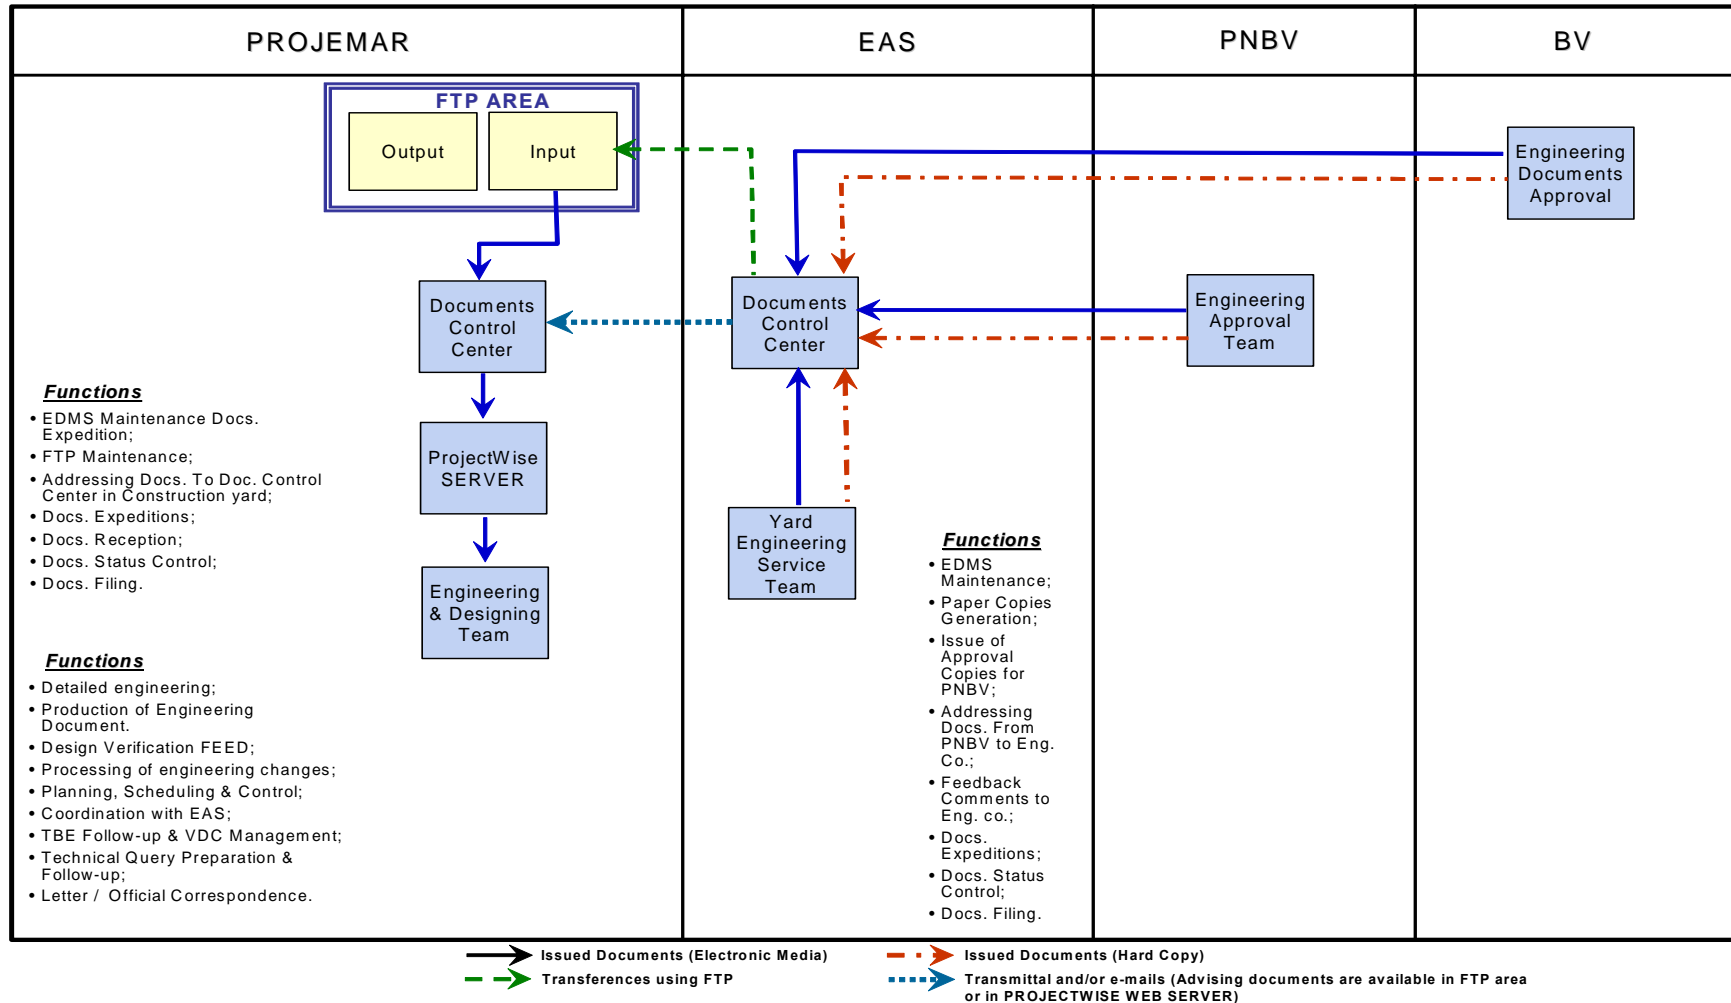 PROJEMAR
EAS
PNBV
BV
FTP AREA
Output
Input
Engineering
Documents
Approval
Documents
Control
Center
Documents
Control
Center
Engineering
Approval
Team
Functions
• EDMS Maintenance Docs.
Expedition;
• FTP Maintenance;
• Addressing Docs. To Doc. Control
Center in Construction yard;
• Docs. Expeditions;
• Docs. Reception;
• Docs. Status Control;
• Docs. Filing.
ProjectWise
SERVER
Engineering
& Designing
Team
Yard
Engineering
Service
Team
Functions
• Detailed engineering;
• Production of Engineering
Document.
• Design Verification FEED;
• Processing of engineering changes;
• Planning, Scheduling & Control;
• Coordination with EAS;
• TBE Follow-up & VDC Management;
• Technical Query Preparation &
Follow-up;
• Letter / Official Correspondence.
Functions
• EDMS
Maintenance;
• Paper Copies
Generation;
• Issue of
Approval
Copies for
PNBV;
• Addressing
Docs. From
PNBV to Eng.
Co.;
• Feedback
Comments to
Eng. co.;
• Docs.
Expeditions;
• Docs. Status
Control;
• Docs. Filing.
Issued Documents (Electronic Media)
Issued Documents (Hard Copy)
Transferences using FTP
Transmittal and/or e-mails (Advising documents are available in FTP area
or in PROJECTWISE WEB SERVER)